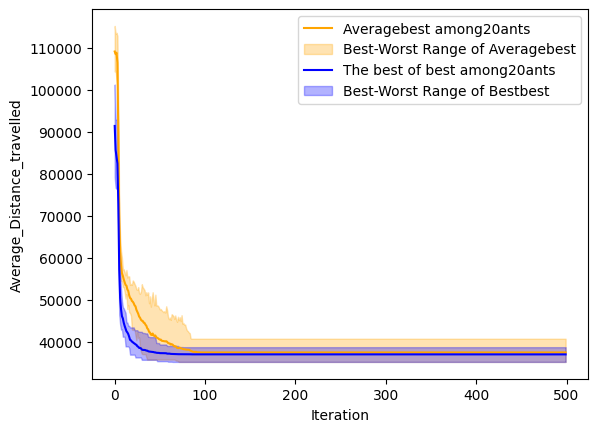 Averagebest among20ants
Best-Worst Range of Averagebest
The best of best among20ants
Best-Worst Range of Bestbest
Average_Distance_travelled
110000
100000
90000
80000
70000
60000
50000
40000
0
100
200
300
400
500
Iteration